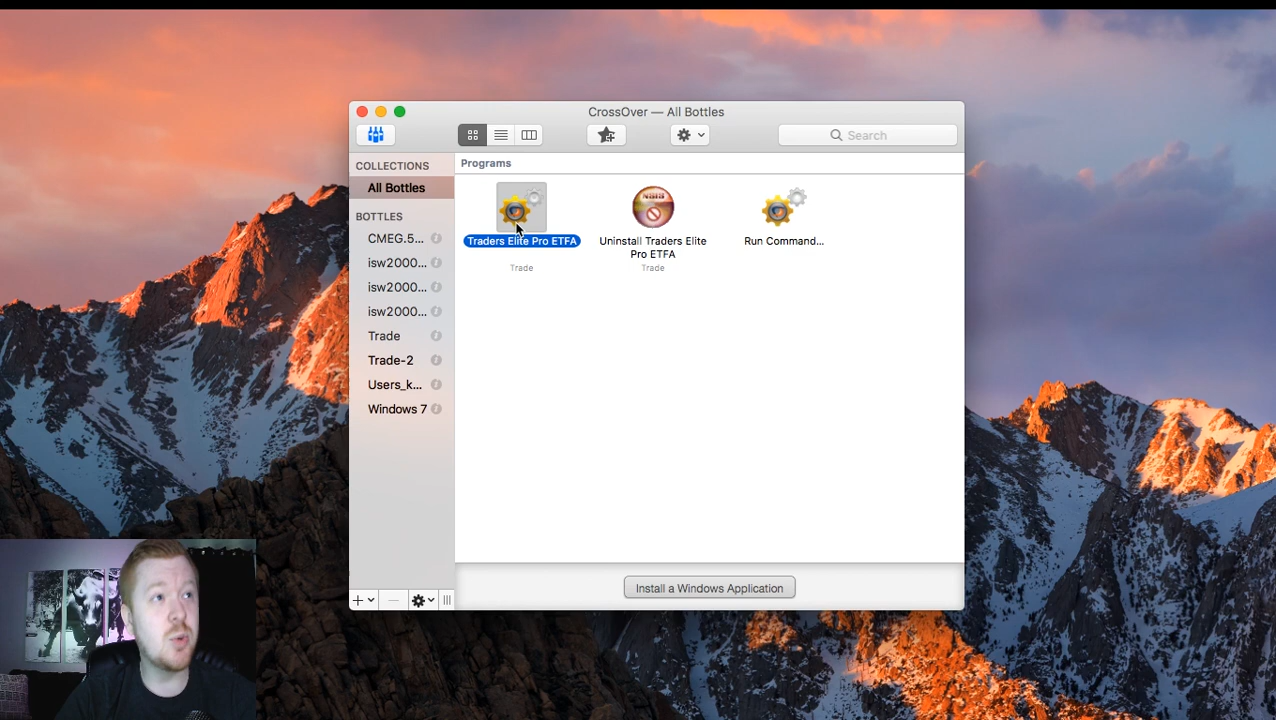 CrossOver — All Bottles
Search
COLLECTIONS
All Bottles
BOTTLES
CMEG.5...
isw2000...
isw2000...
isw2000...
Trade
Trade-2
Users_k...
Windows 7
Programs
Traders Elite Pro ETFA
Trade
NSIS
Uninstall Traders Elite
Pro ETFA
Trade
Run Command...
Install a Windows Application